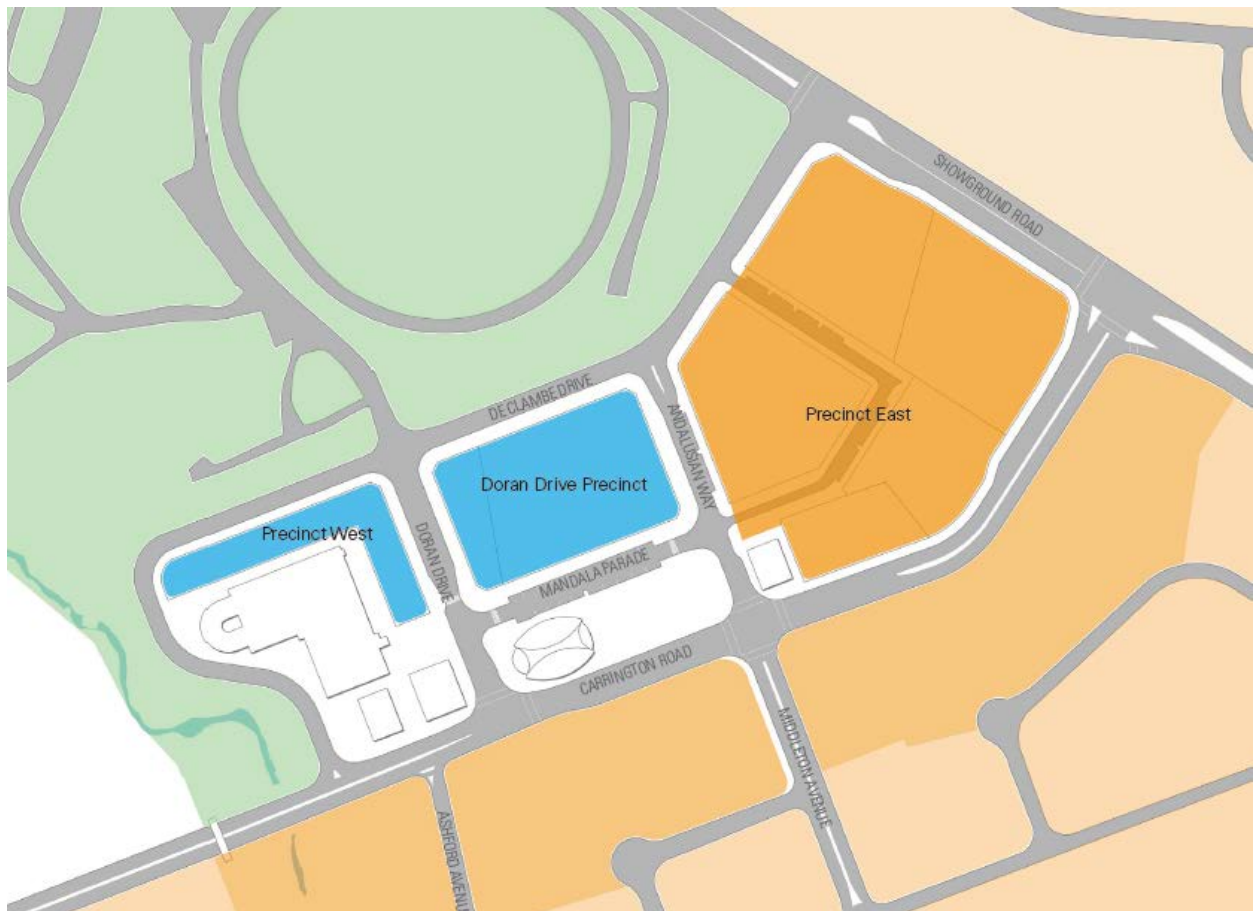 SHOWGROUND ROAD
DE CLAMBE DRIVE
ANDALUSIAN WAY
Precinct East
Doran Drive Precinct
Precinct West
DORAN DRIVE
MANDALA PARADE
CARRINGTON ROAD
MIDDLETON AVENUE
ASHFORD AVENUE